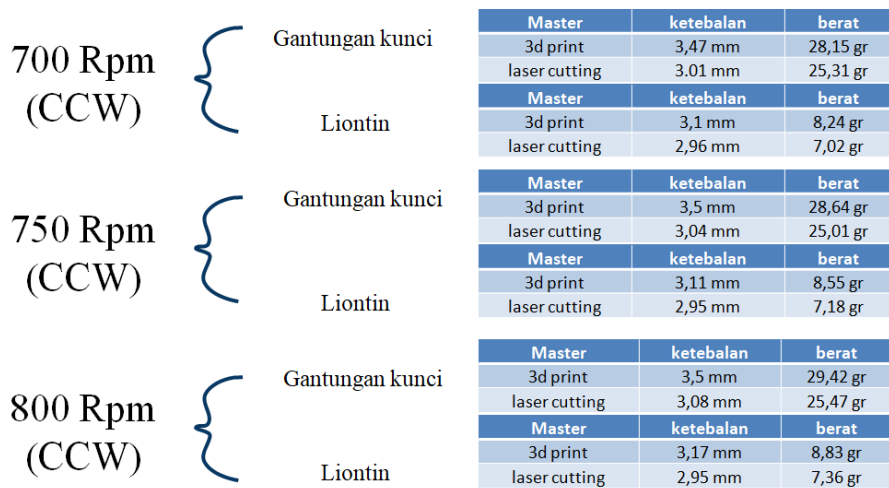 700 Rpm
(CCW)
Gantungan kunci
Master ketebalan berat
3d print 3,47 mm 28,15 gr
laser cutting 3.01 mm 25,31 gr
Liontin
Master ketebalan berat
3d print 3,1 mm 8,24 gr
laser cutting 2,96 mm 7,02 gr
750 Rpm
(CCW)
Gantungan kunci
Master ketebalan berat
3d print 3,5 mm 28,64 gr
laser cutting 3,04 mm 25,01 gr
Liontin
Master ketebalan berat
3d print 3,11 mm 8,55 gr
laser cutting 2,95 mm 7,18 gr
800 Rpm
(CCW)
Gantungan kunci
Master ketebalan berat
3d print 3,5 mm 29,42 gr
laser cutting 3,08 mm 25,47 gr
Liontin
Master ketebalan berat
3d print 3,17 mm 8,83 gr
laser cutting 2,95 mm 7,36 gr